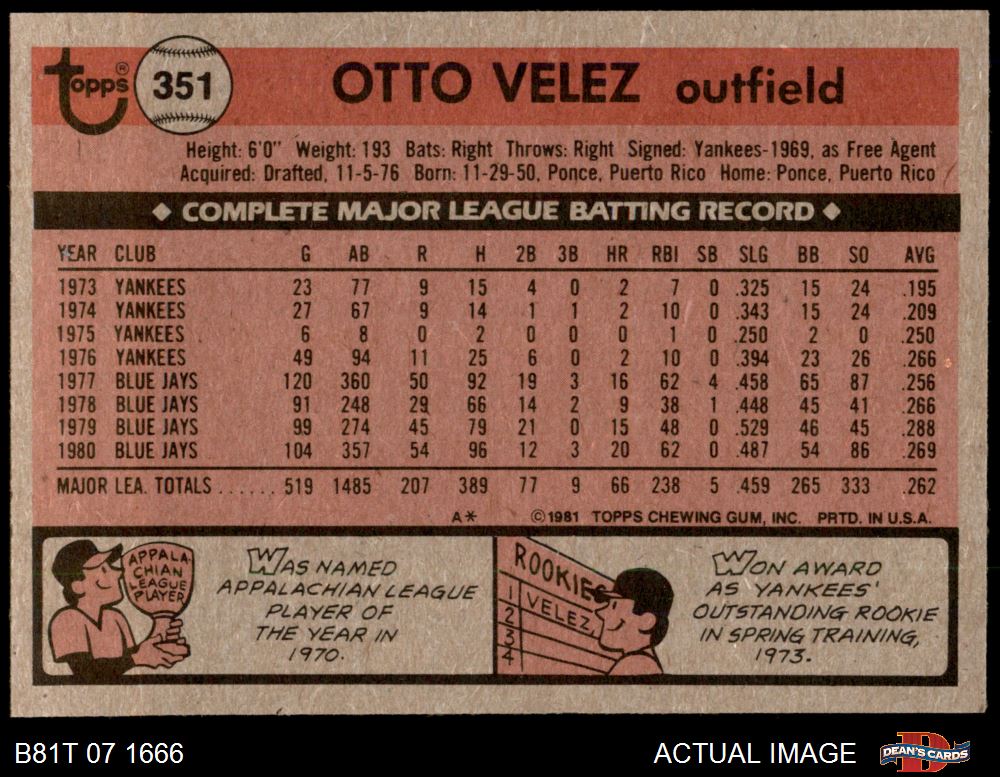 topps® 351 OTTO VELEZ outfield
Height: 6'0" Weight: 193 Bats: Right Throws: Right Signed: Yankees-1969, as Free Agent
Acquired: Drafted, 11-5-76 Born: 11-29-50, Ponce, Puerto Rico Home: Ponce, Puerto Rico
◆ COMPLETE MAJOR LEAGUE BATTING RECORD ◆
YEAR CLUB G AB R H 2B 3B HR RBI SB SLG BB SO AVG
1973 YANKEES 23 77 9 15 4 0 2 7 0 .325 15 24 .195
1974 YANKEES 27 67 9 14 1 1 2 10 0 .343 15 24 .209
1975 YANKEES 6 8 0 2 0 0 0 1 0 .250 2 0 .250
1976 YANKEES 49 94 11 25 6 0 2 10 0 .394 23 26 .266
1977 BLUE JAYS 120 360 50 92 19 3 16 62 4 .458 65 87 .256
1978 BLUE JAYS 91 248 29 66 14 2 9 38 1 .448 45 41 .266
1979 BLUE JAYS 99 274 45 79 21 0 15 48 0 .529 46 45 .288
1980 BLUE JAYS 104 357 54 96 12 3 20 62 0 .487 54 86 .269
MAJOR LEA. TOTALS ...... 519 1485 207 389 77 9 66 238 5 .459 265 333 .262
A* ©1981 TOPPS CHEWING GUM, INC. PRTD. IN U.S.A.
APPALA-
CHIAN
LEAGUE
PLAYER
WAS NAMED
APPALACHIAN LEAGUE
PLAYER OF
THE YEAR IN
1970.
ROOKIES
1 VELEZ
2
3
4
WON AWARD
AS YANKEES'
OUTSTANDING ROOKIE
IN SPRING TRAINING,
1973.
B81T 07 1666 ACTUAL IMAGE DEAN'S CARDS